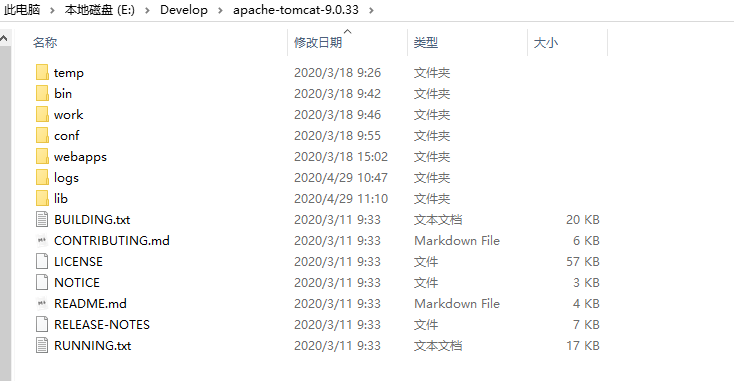 此电脑 > 本地磁盘 (E:) > Develop > apache-tomcat-9.0.33 >
名称 修改日期 类型 大小
temp 2020/3/18 9:26 文件夹
bin 2020/3/18 9:42 文件夹
work 2020/3/18 9:46 文件夹
conf 2020/3/18 9:55 文件夹
webapps 2020/3/18 15:02 文件夹
logs 2020/4/29 10:47 文件夹
lib 2020/4/29 11:10 文件夹
BUILDING.txt 2020/3/11 9:33 文本文档 20 KB
CONTRIBUTING.md 2020/3/11 9:33 Markdown File 6 KB
LICENSE 2020/3/11 9:33 文件 57 KB
NOTICE 2020/3/11 9:33 文件 3 KB
README.md 2020/3/11 9:33 Markdown File 4 KB
RELEASE-NOTES 2020/3/11 9:33 文件 7 KB
RUNNING.txt 2020/3/11 9:33 文本文档 17 KB